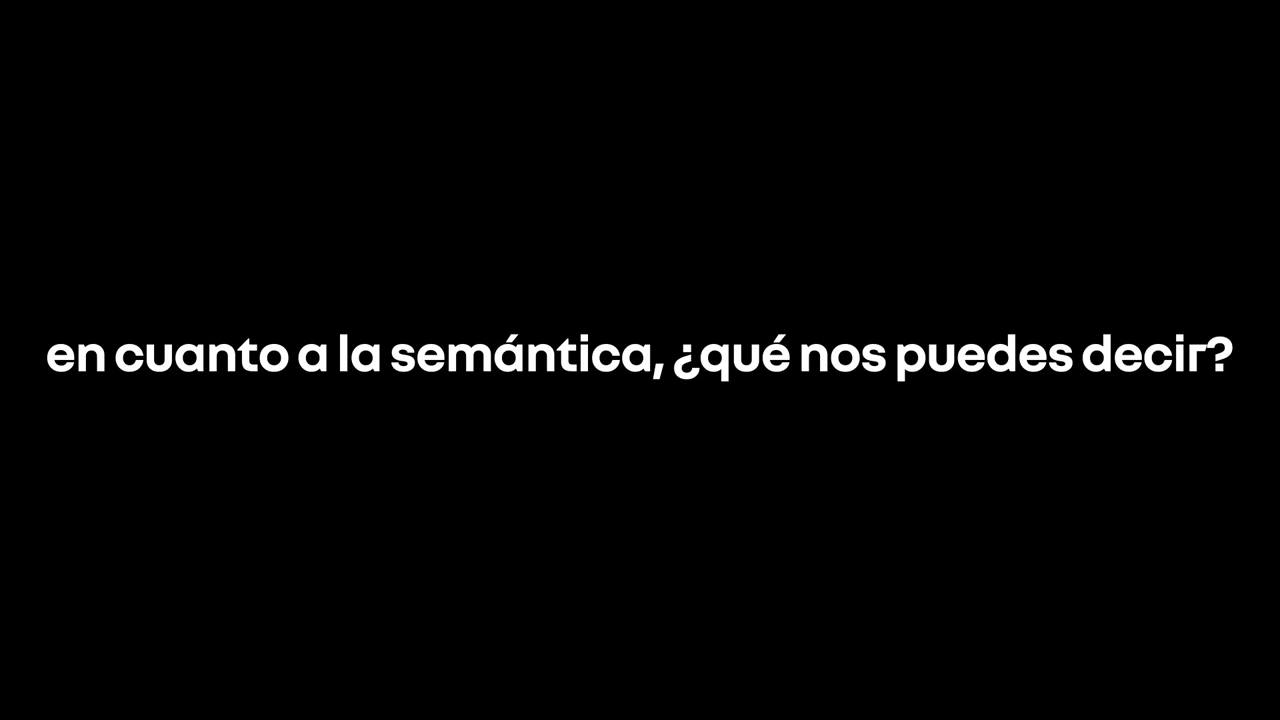 en cuanto a la semántica, ¿qué nos puedes decir?